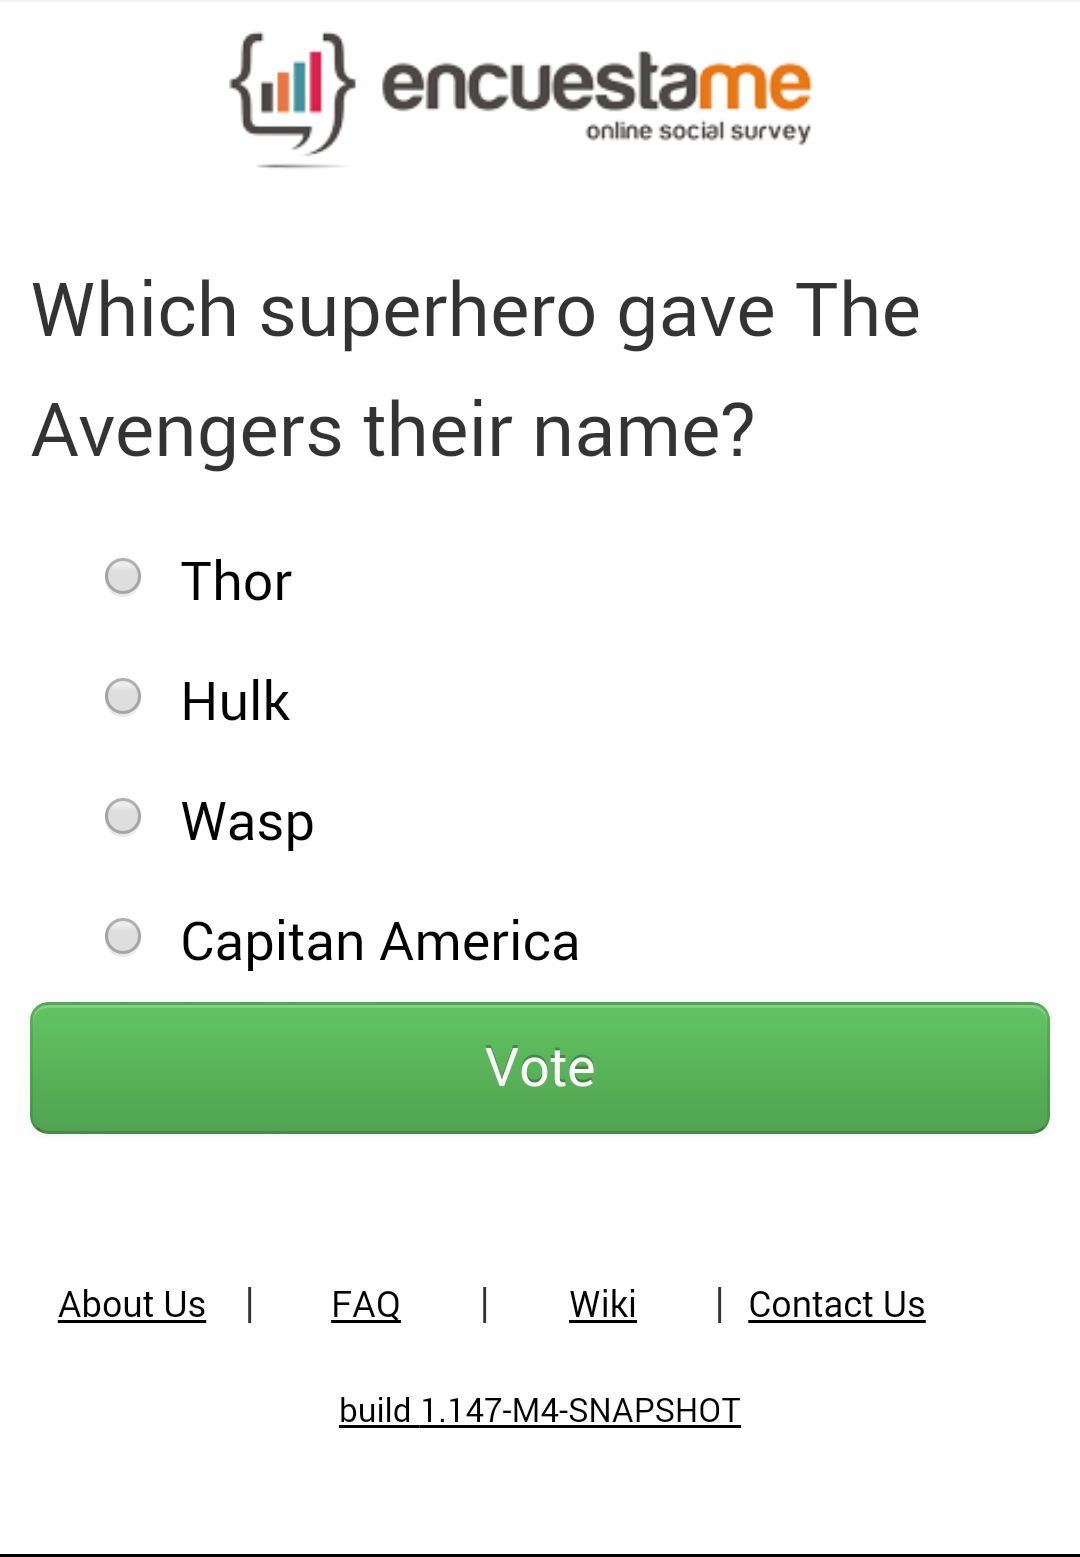 encuestame
online social survey
Which superhero gave The
Avengers their name?
Thor
Hulk
Wasp
Capitan America
Vote
About Us | FAQ | Wiki | Contact Us
build 1.147-M4-SNAPSHOT